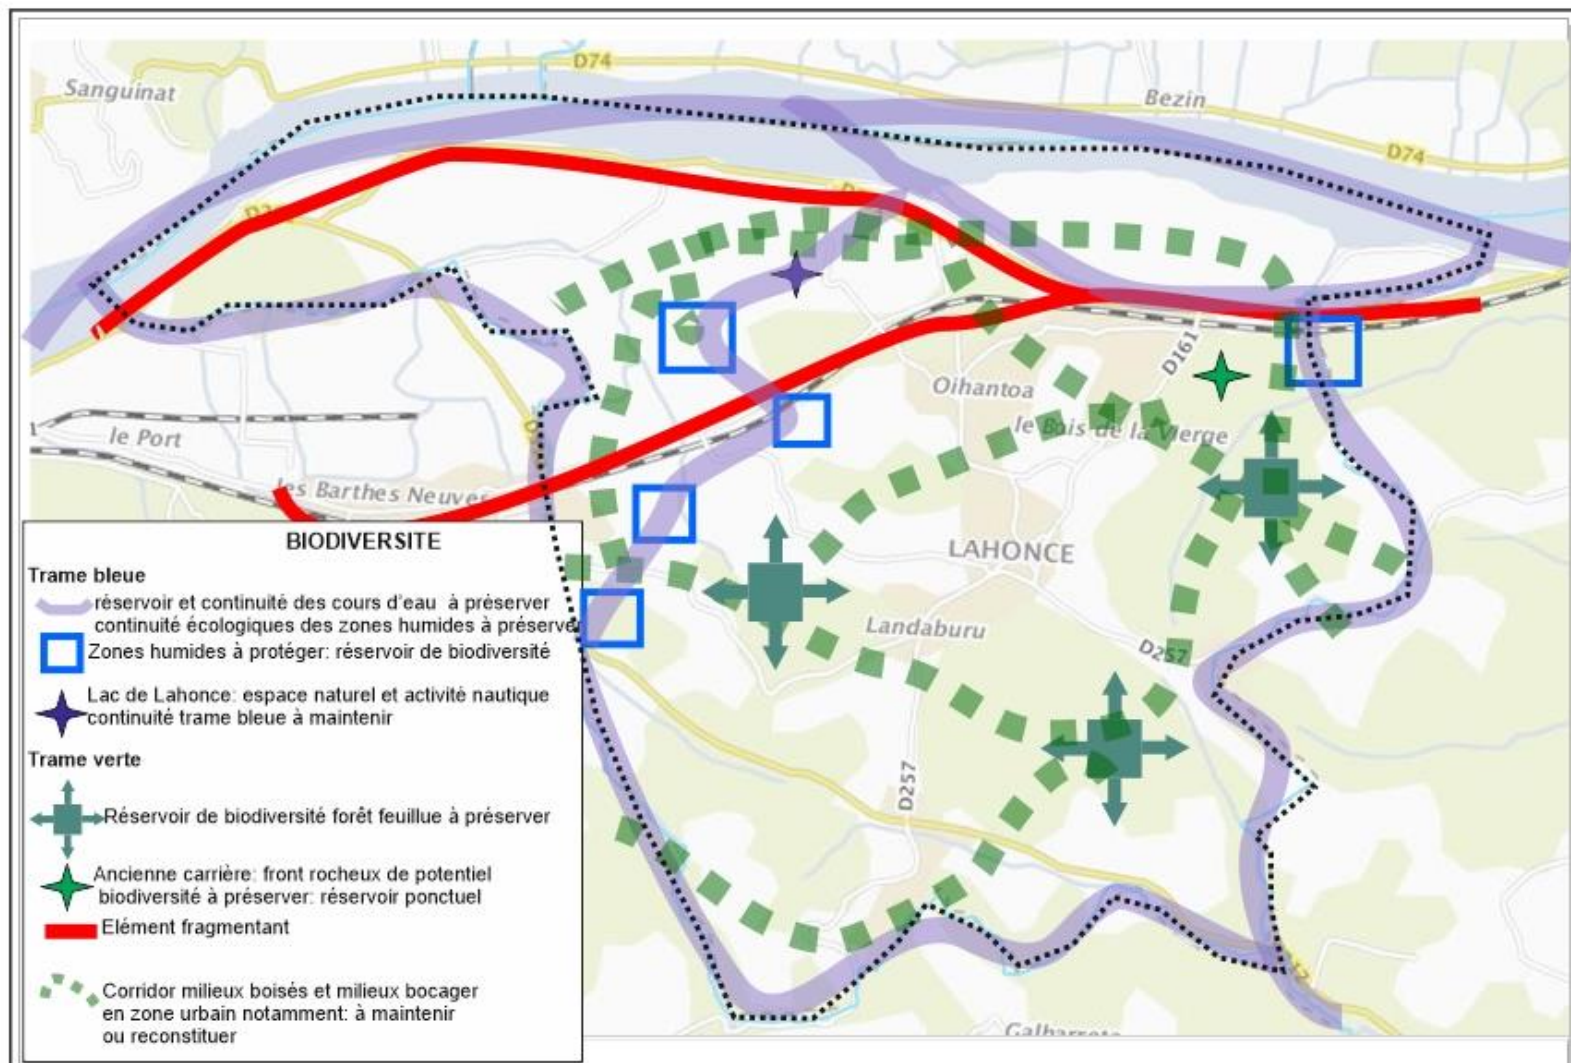 D74
Sanguinat
Bezin
D74
D161
Oihantoa
le Port
le Bois de la Vierge
les Barthes Neuves
LAHONCE
Landaburu
D257
D257
Galharreta
BIODIVERSITE
Trame bleue
réservoir et continuité des cours d'eau à préserver
continuité écologiques des zones humides à préserver
Zones humides à protéger: réservoir de biodiversité
Lac de Lahonce: espace naturel et activité nautique
continuité trame bleue à maintenir
Trame verte
Réservoir de biodiversité forêt feuillue à préserver
Ancienne carrière: front rocheux de potentiel
biodiversité à préserver: réservoir ponctuel
Elément fragmentant
Corridor milieux boisés et milieux bocager
en zone urbain notamment: à maintenir
ou reconstituer